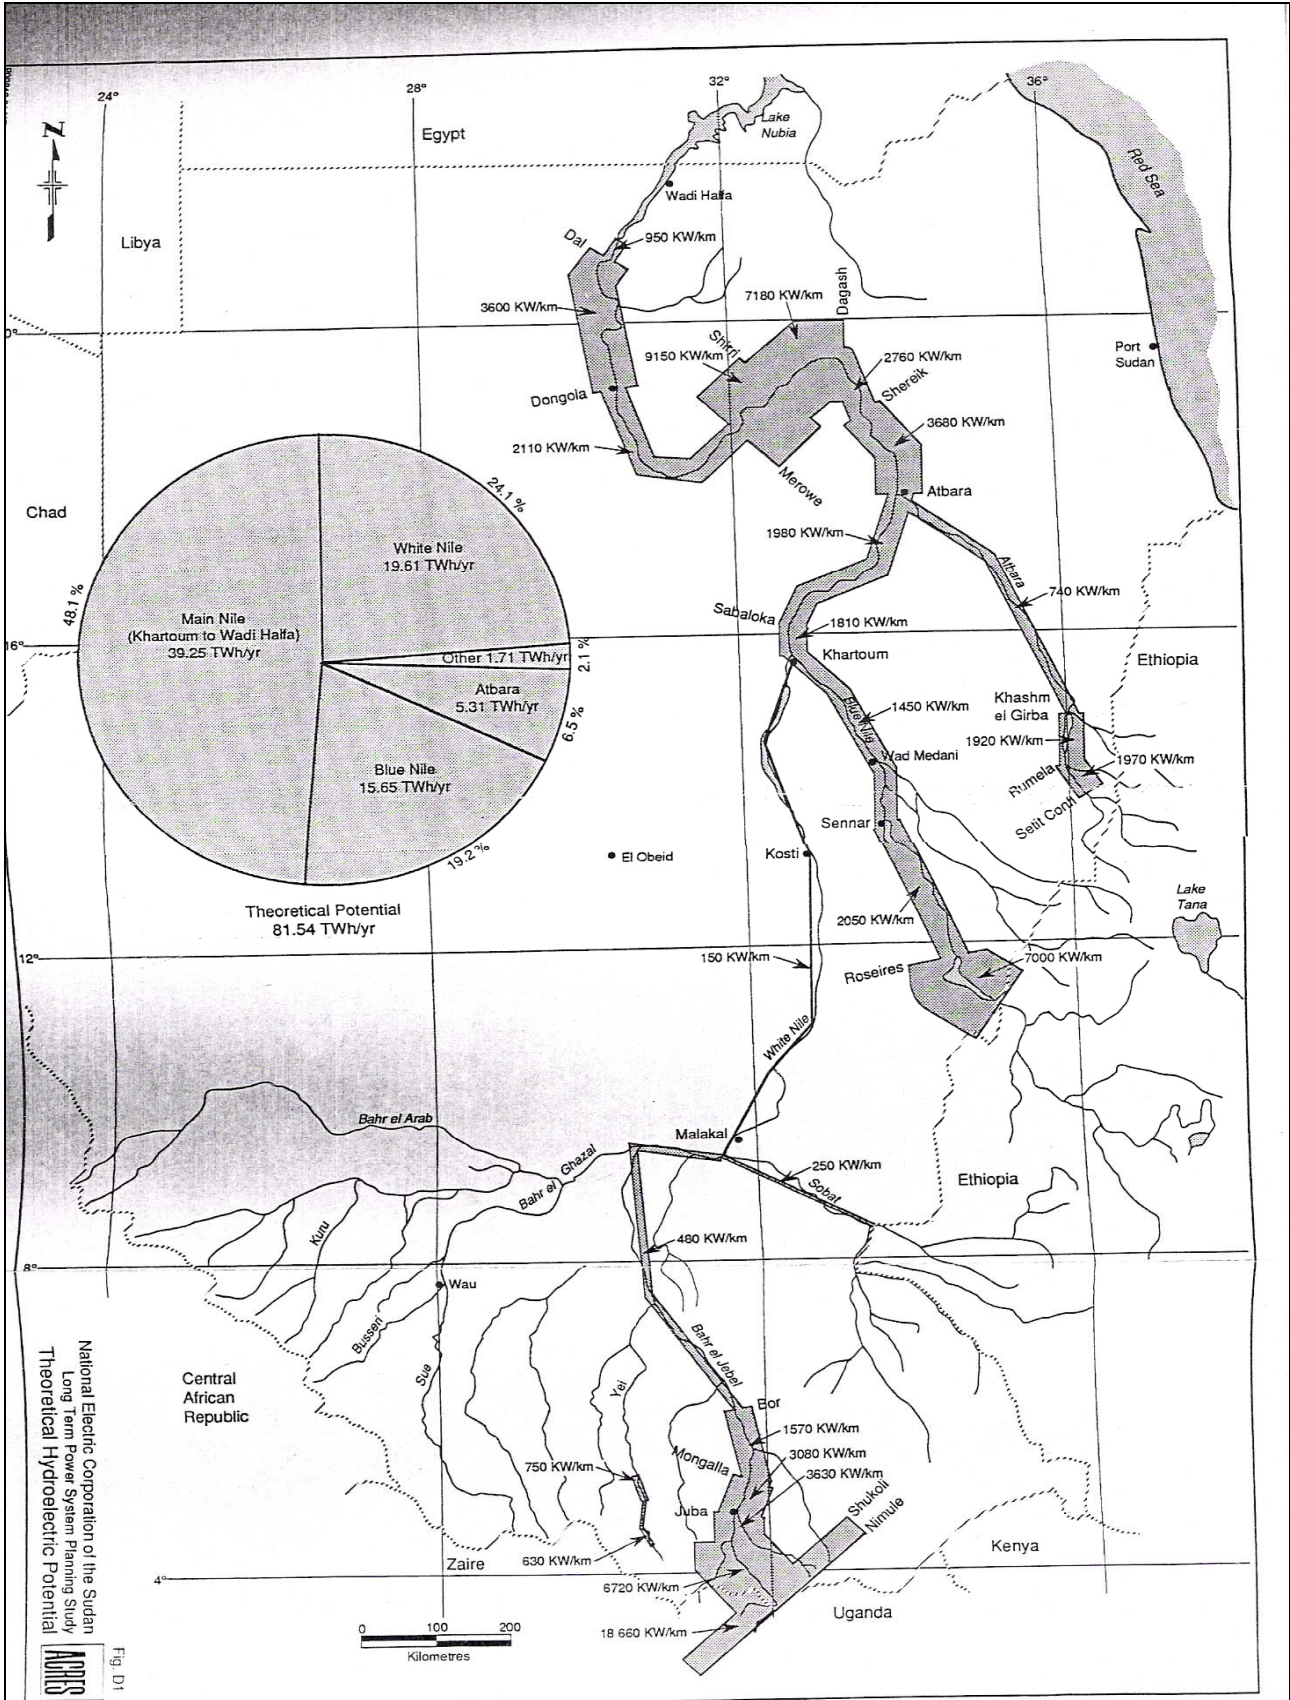 24°
28°
32°
36°
N
Egypt
Lake
Nubia
Red Sea
Wadi Halfa
Libya
Dal
950 KW/km
Dagash
7180 KW/km
3600 KW/km
0°
Shirri
9150 KW/km
2760 KW/km
Port
Sudan
Dongola
Shereik
3680 KW/km
2110 KW/km
Merowe
Atbara
24.1 %
Chad
1980 KW/km
White Nile
19.61 TWh/yr
Atbara
740 KW/km
48.1 %
Main Nile
(Khartoum to Wadi Halfa)
39.25 TWh/yr
Sabaloka
1810 KW/km
16°
Khartoum
Other 1.71 TWh/yr
2.1 %
Ethiopia
Atbara
5.31 TWh/yr
6.5 %
Khashm
el Girba
Blue Nile
1450 KW/km
1920 KW/km
Wad Medani
1970 KW/km
Blue Nile
15.65 TWh/yr
Rumela
Setit Confl
Sennar
19.2 %
El Obeid
Kosti
Lake
Tana
Theoretical Potential
81.54 TWh/yr
2050 KW/km
12°
150 KW/km
Roseires
7000 KW/km
White Nile
Bahr el Arab
Malakal
Bahr el Ghazal
250 KW/km
Sobat
Ethiopia
Kuru
480 KW/km
8°
Wau
Busseri
Sue
Yei
Bahr el Jebel
Central
African
Republic
Bor
1570 KW/km
3080 KW/km
3630 KW/km
Mongalla
750 KW/km
Juba
Shukoli
Nimule
630 KW/km
Zaire
Kenya
4°
6720 KW/km
Uganda
18 660 KW/km
0 100 200
Kilometres
National Electric Corporation of the Sudan
Long Term Power System Planning Study
Theoretical Hydroelectric Potential
Fig. D1
ACRES